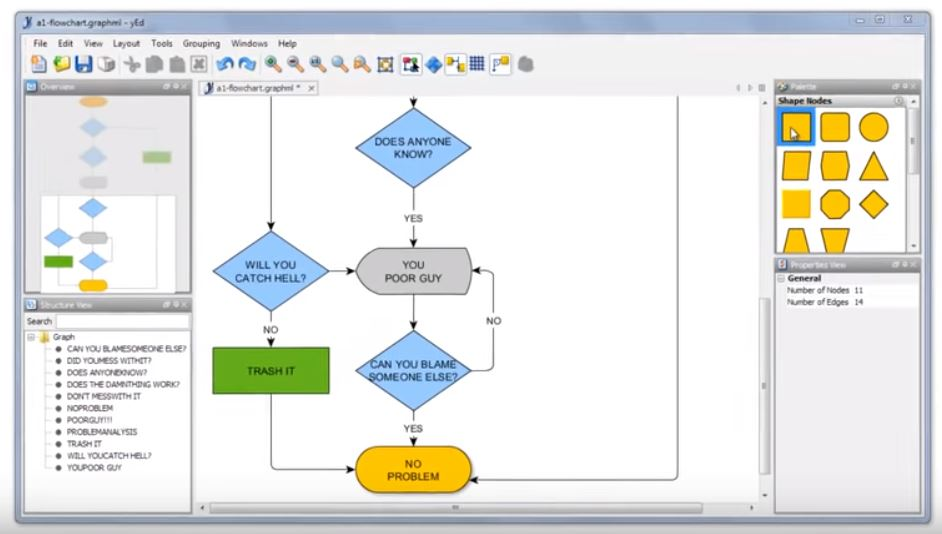 a1-flowchart.graphml - yEd
File Edit View Layout Tools Grouping Windows Help
Overview
a1-flowchart.graphml *
Palette
Shape Nodes
DOES ANYONE
KNOW?
YES
WILL YOU
CATCH HELL?
YOU
POOR GUY
NO
NO
TRASH IT
CAN YOU BLAME
SOMEONE ELSE?
YES
NO
PROBLEM
Structure View
Search
Graph
CAN YOU BLAMESOMEONE ELSE?
DID YOUMESS WITHIT?
DOES ANYONEKNOW?
DOES THE DAMNTHING WORK?
DON'T MESSWITH IT
NOPROBLEM
POORGUY!!!
PROBLEMANALYSIS
TRASH IT
WILL YOUCATCH HELL?
YOUPOOR GUY
Properties View
General
Number of Nodes 11
Number of Edges 14